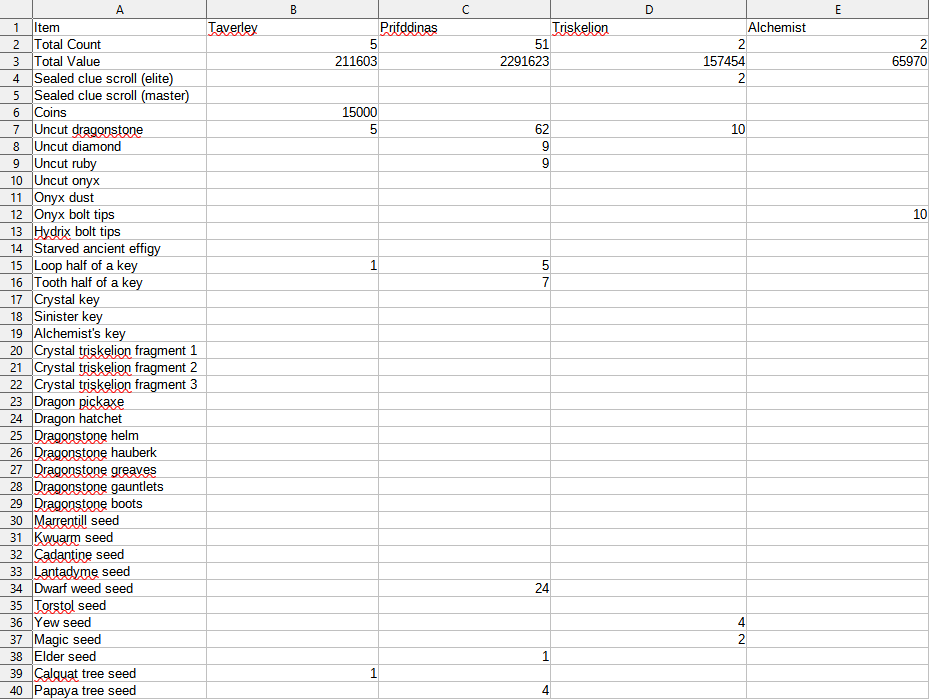 A B C D E
1 Item Taverley Prifddinas Triskelion Alchemist
2 Total Count 5 51 2 2
3 Total Value 211603 2291623 157454 65970
4 Sealed clue scroll (elite) 2
5 Sealed clue scroll (master)
6 Coins 15000
7 Uncut dragonstone 5 62 10
8 Uncut diamond 9
9 Uncut ruby 9
10 Uncut onyx
11 Onyx dust
12 Onyx bolt tips 10
13 Hydrix bolt tips
14 Starved ancient effigy
15 Loop half of a key 1 5
16 Tooth half of a key 7
17 Crystal key
18 Sinister key
19 Alchemist's key
20 Crystal triskelion fragment 1
21 Crystal triskelion fragment 2
22 Crystal triskelion fragment 3
23 Dragon pickaxe
24 Dragon hatchet
25 Dragonstone helm
26 Dragonstone hauberk
27 Dragonstone greaves
28 Dragonstone gauntlets
29 Dragonstone boots
30 Marrentill seed
31 Kwuarm seed
32 Cadantine seed
33 Lantadyme seed
34 Dwarf weed seed 24
35 Torstol seed
36 Yew seed 4
37 Magic seed 2
38 Elder seed 1
39 Calquat tree seed 1
40 Papaya tree seed 4